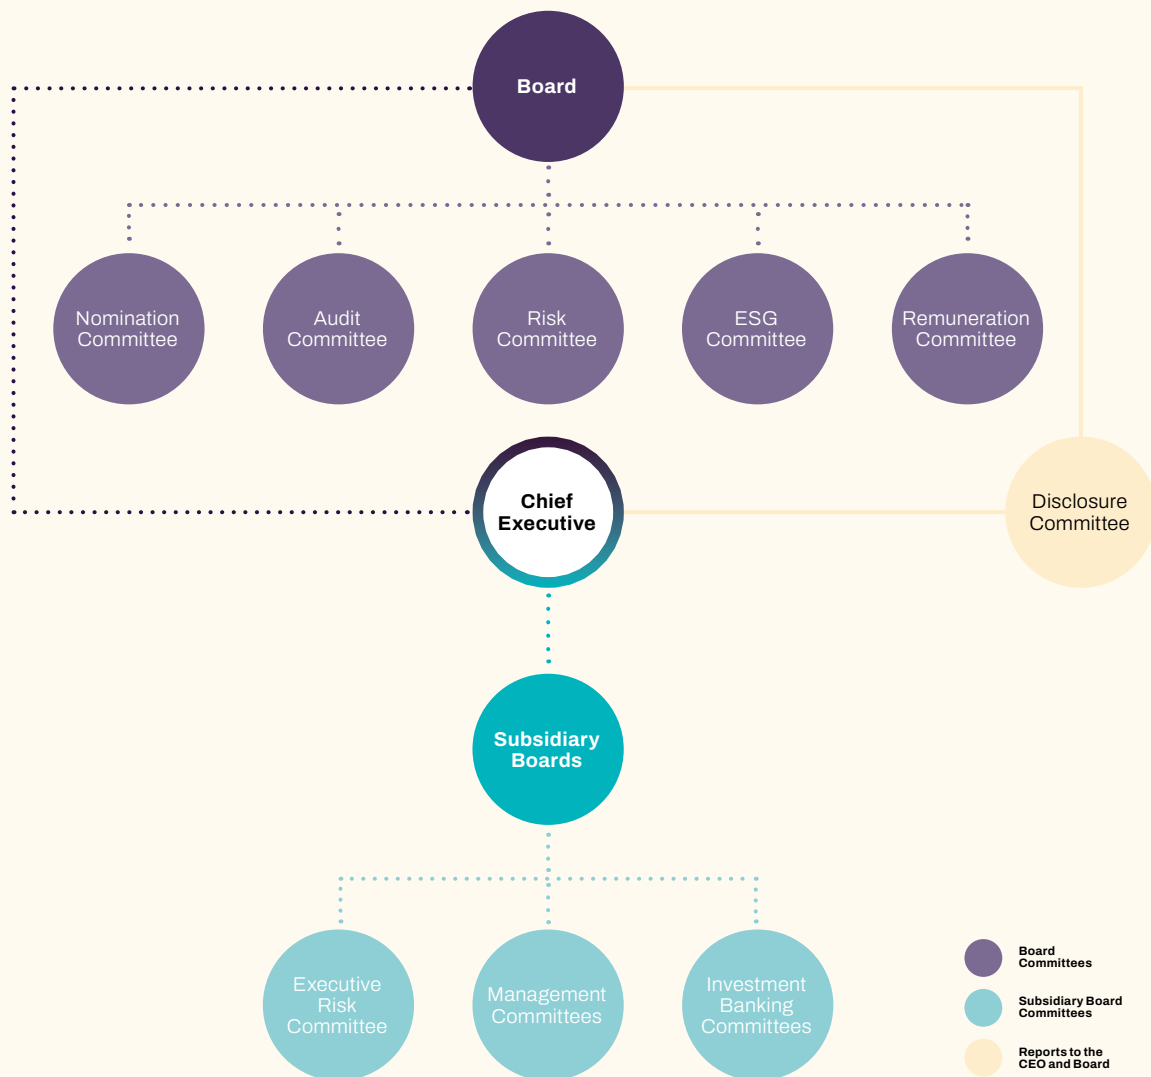 Board
Nomination
Committee
Audit
Committee
Risk
Committee
ESG
Committee
Remuneration
Committee
Chief
Executive
Disclosure
Committee
Subsidiary
Boards
Executive
Risk
Committee
Management
Committees
Investment
Banking
Committees
Board
Committees
Subsidiary Board
Committees
Reports to the
CEO and Board